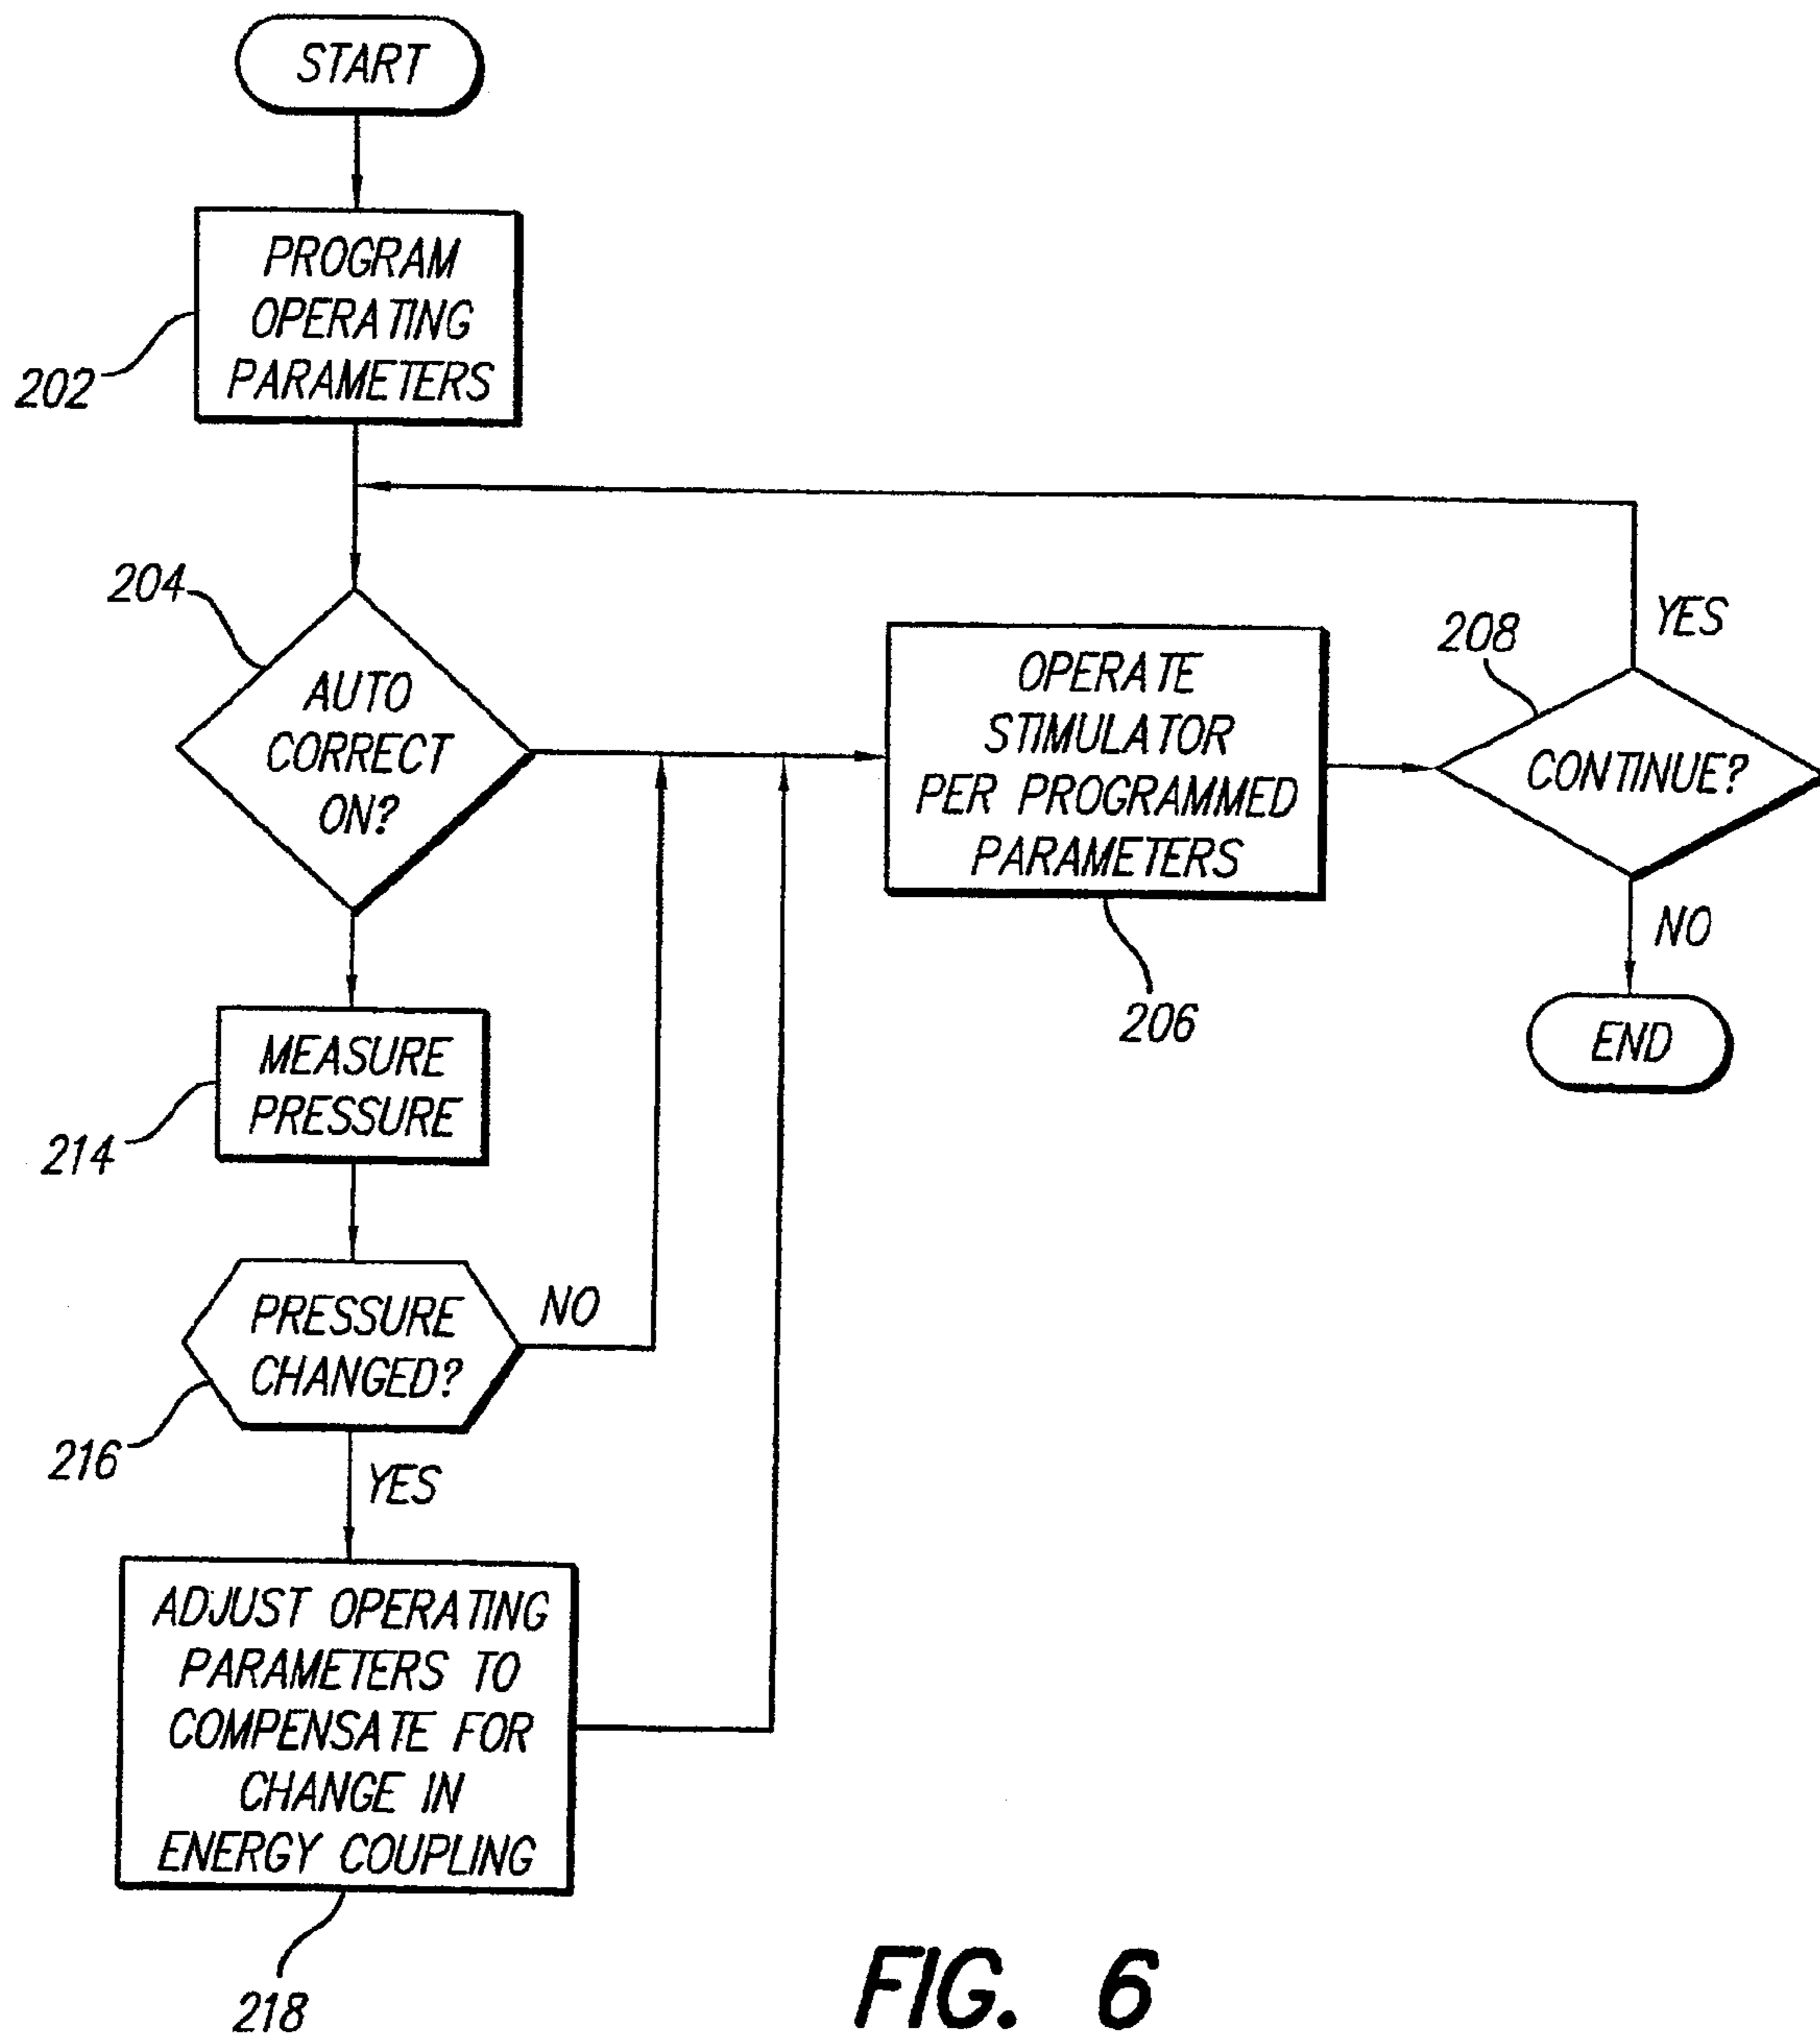 START
PROGRAM
OPERATING
PARAMETERS
202
204
AUTO
CORRECT
ON?
OPERATE
STIMULATOR
PER PROGRAMMED
PARAMETERS
206
208
YES
CONTINUE?
NO
END
MEASURE
PRESSURE
214
PRESSURE
CHANGED?
NO
216
YES
ADJUST OPERATING
PARAMETERS TO
COMPENSATE FOR
CHANGE IN
ENERGY COUPLING
218
FIG. 6